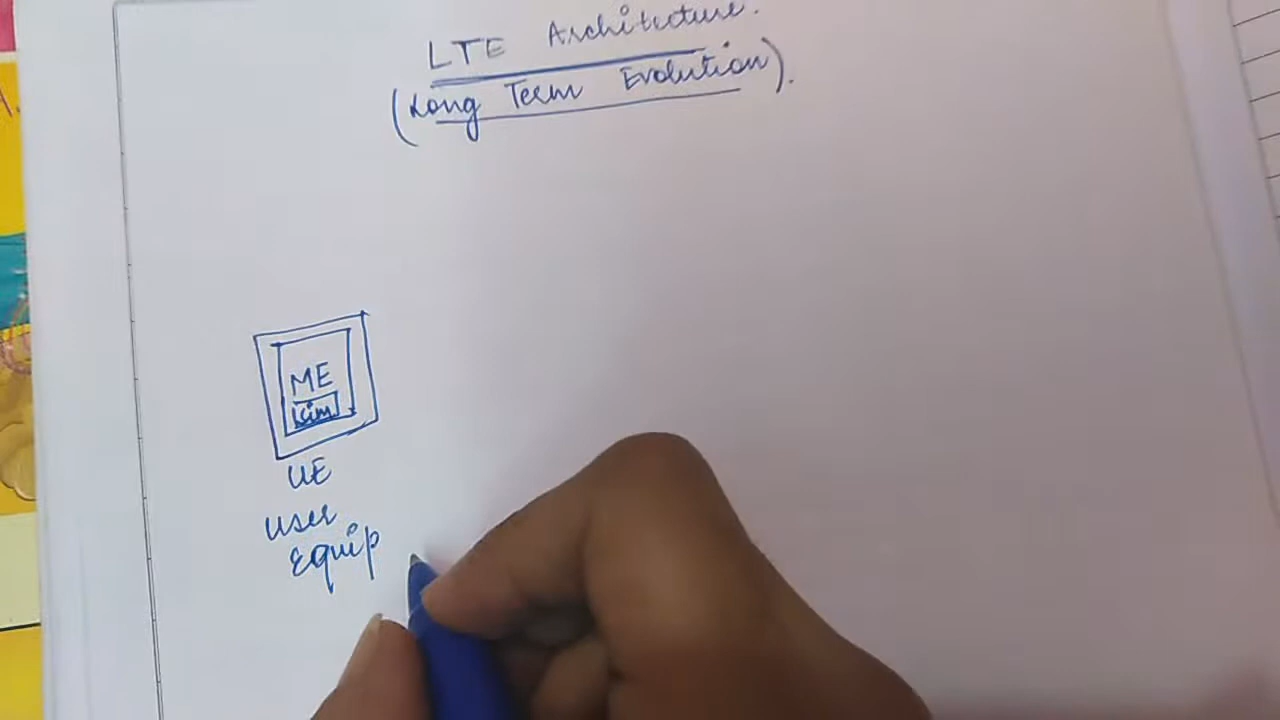 LTE Architecture.
(Long Term Evolution).
ME
sim
UE
user
Equip